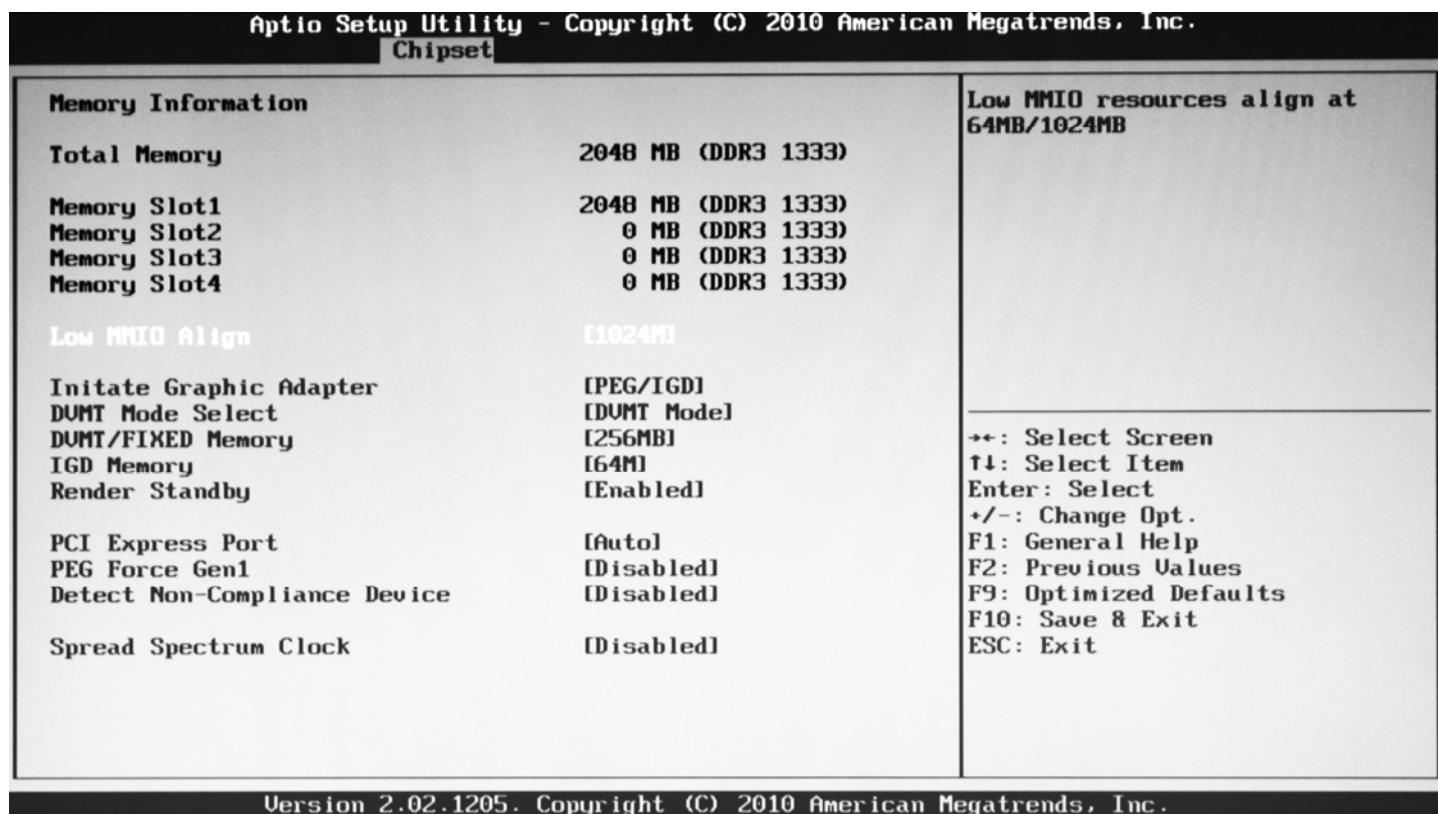 Aptio Setup Utility - Copyright (C) 2010 American Megatrends, Inc.
Chipset
Memory Information
Total Memory 2048 MB (DDR3 1333)
Memory Slot1 2048 MB (DDR3 1333)
Memory Slot2 0 MB (DDR3 1333)
Memory Slot3 0 MB (DDR3 1333)
Memory Slot4 0 MB (DDR3 1333)
Low MMIO Align [1024M]
Initate Graphic Adapter [PEG/IGD]
DVMT Mode Select [DVMT Mode]
DVMT/FIXED Memory [256MB]
IGD Memory [64M]
Render Standby [Enabled]
PCI Express Port [Auto]
PEG Force Gen1 [Disabled]
Detect Non-Compliance Device [Disabled]
Spread Spectrum Clock [Disabled]
Low MMIO resources align at
64MB/1024MB
→←: Select Screen
↑↓: Select Item
Enter: Select
+/-: Change Opt.
F1: General Help
F2: Previous Values
F9: Optimized Defaults
F10: Save & Exit
ESC: Exit
Version 2.02.1205. Copyright (C) 2010 American Megatrends, Inc.